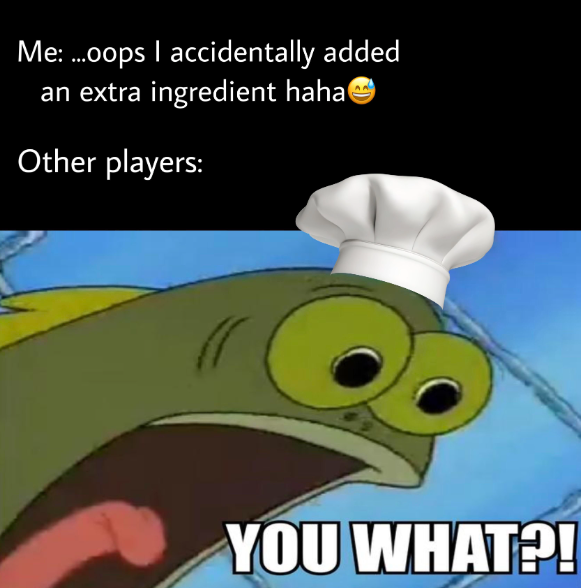 Me: ...oops I accidentally added
an extra ingredient haha😅
Other players:
YOU WHAT?!